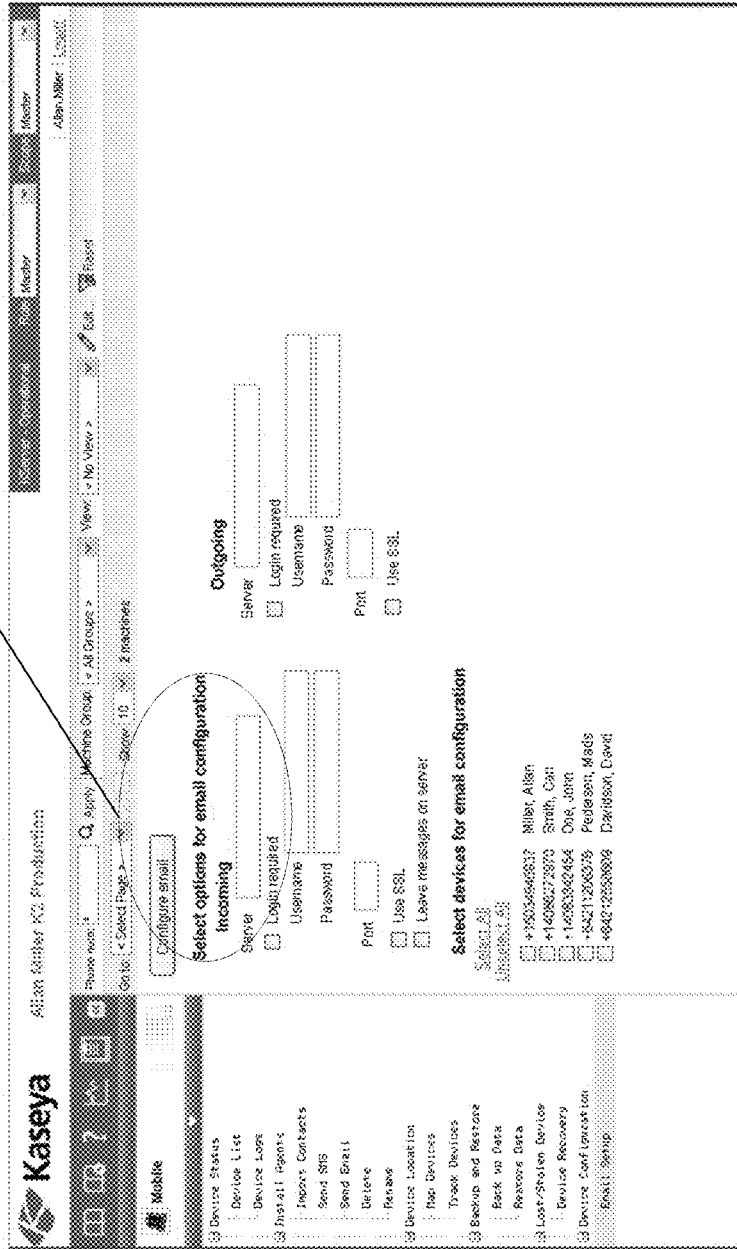 Kaseya
Allan Miller K2 Production
Master
Master
Allan Miller Logoff
Apply Machine Group: < All Groups > View: < No View > Edit... Reset
Go to: < Select Page > Show 10 2 machines
Mobile
Device Status
Device List
Device Logs
Install Agents
Import Contacts
Send SMS
Send Email
Delete
Rename
Device Location
Map Devices
Track Devices
Backup and Restore
Back up Data
Restore Data
Lost/Stolen Device
Device Recovery
Device Configuration
Email Setup
Configure email
Select options for email configuration
Incoming
Server
Login required
Username
Password
Port
Use SSL
Leave messages on server
Outgoing
Server
Login required
Username
Password
Port
Use SSL
Select devices for email configuration
Select All
Unselect All
Miller, Allan
Smith, Carl
Doe, John
Pedersen, Mads
Davidson, David